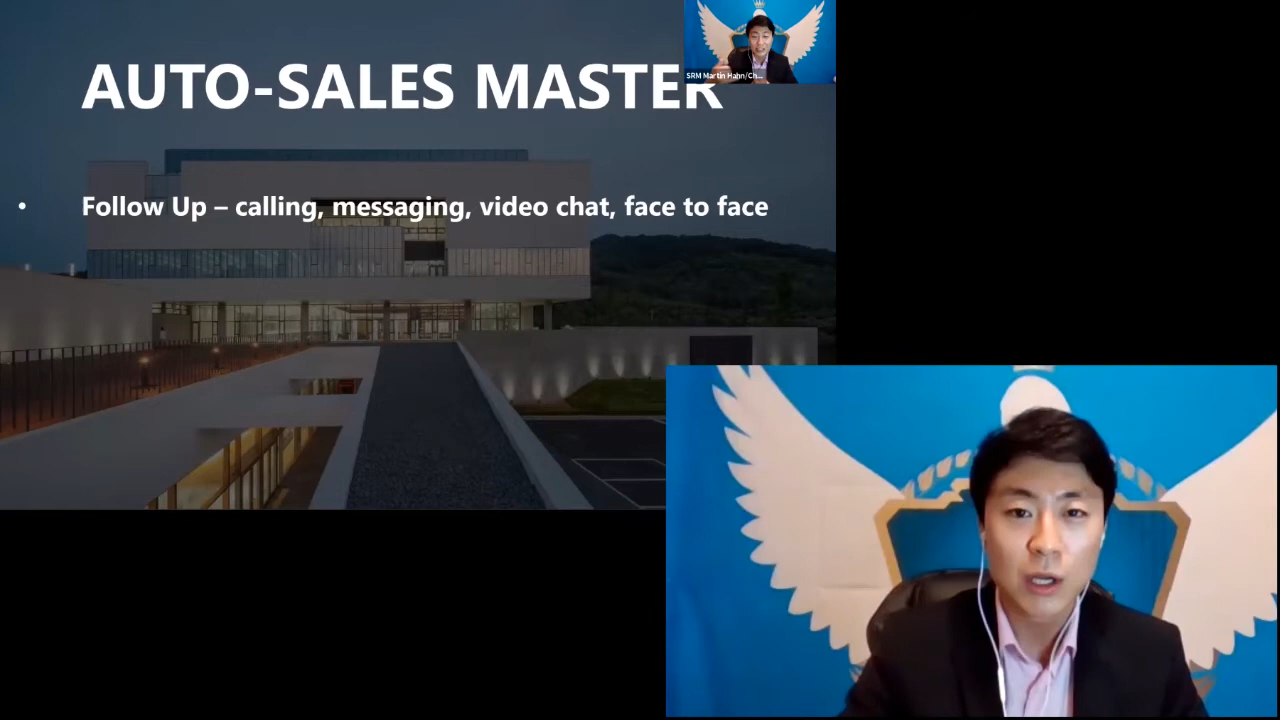 AUTO-SALES MASTER
SRM Martin Hahn/Ch...
• Follow Up – calling, messaging, video chat, face to face